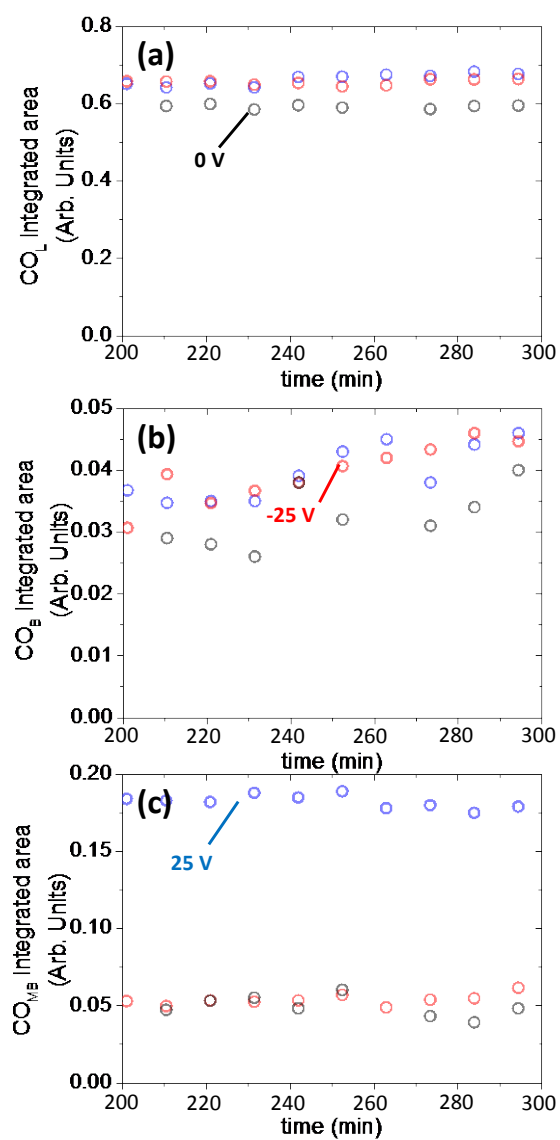 (a)
0.8
0.6
0.4
0.2
0.0
CO_L Integrated area
(Arb. Units)
0 V
200 220 240 260 280 300
time (min)
(b)
0.05
0.04
0.03
0.02
0.01
0.00
CO_B Integrated area
(Arb. Units)
-25 V
200 220 240 260 280 300
time (min)
(c)
0.20
0.15
0.10
0.05
0.00
CO_MB Integrated area
(Arb. Units)
25 V
200 220 240 260 280 300
time (min)